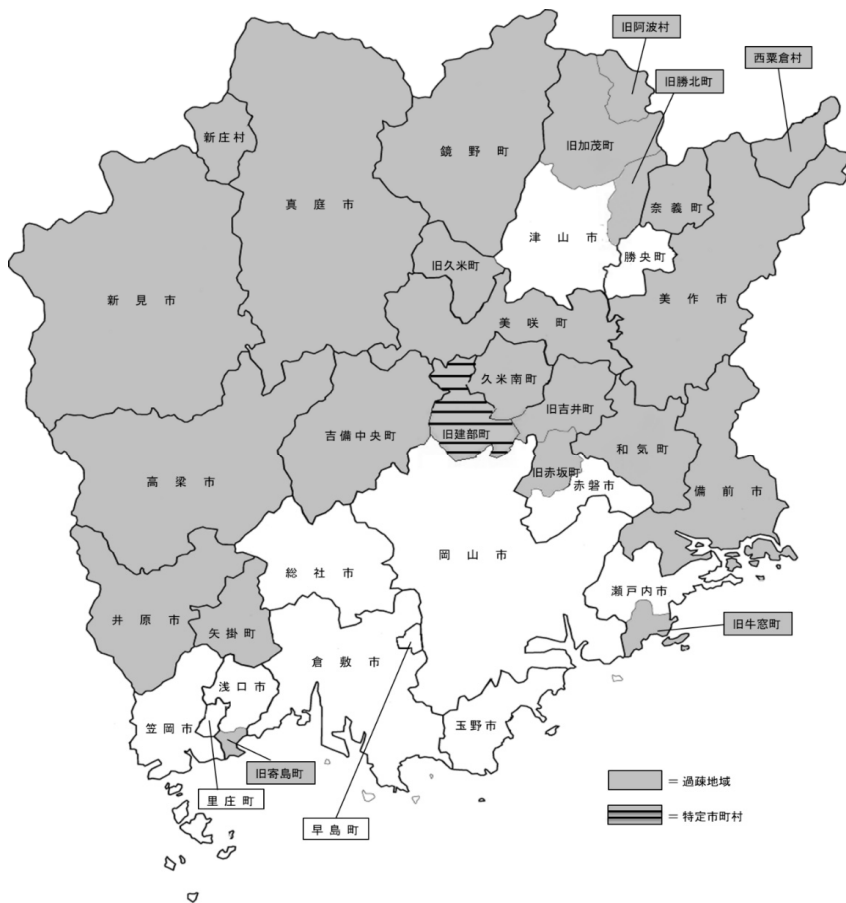 旧阿波村
西粟倉村
旧勝北町
新庄村
鏡野町
旧加茂町
奈義町
真庭市
津山市
勝央町
旧久米町
新見市
美作市
美咲町
久米南町
旧吉井町
吉備中央町
旧建部町
和気町
旧赤坂町
高梁市
赤磐市
備前市
岡山市
総社市
瀬戸内市
井原市
矢掛町
旧牛窓町
倉敷市
浅口市
笠岡市
玉野市
旧寄島町
里庄町
早島町
＝過疎地域
＝特定市町村